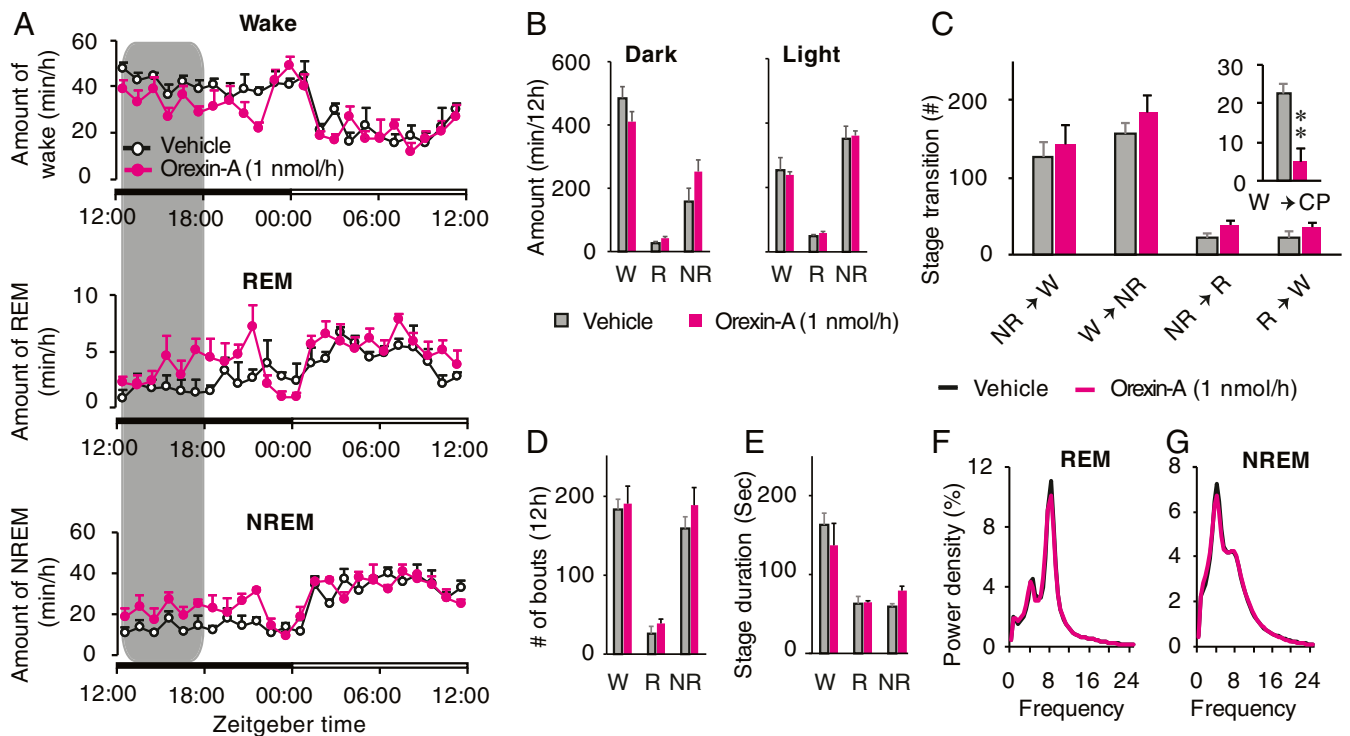 A
Wake
Amount of wake (min/h)
60
40
20
0
Vehicle
Orexin-A (1 nmol/h)
12:00 18:00 00:00 06:00 12:00
REM
Amount of REM (min/h)
10
5
0
12:00 18:00 00:00 06:00 12:00
NREM
Amount of NREM (min/h)
60
40
20
0
12:00 18:00 00:00 06:00 12:00
Zeitgeber time
B
Dark Light
Amount (min/12h)
600
400
200
0
W R NR W R NR
Vehicle Orexin-A (1 nmol/h)
C
Stage transition (#)
200
100
0
NR → W W → NR NR → R R → W
30
20
10
0
**
W → CP
Vehicle Orexin-A (1 nmol/h)
D
# of bouts (12h)
200
100
0
W R NR
E
Stage duration (Sec)
200
100
0
W R NR
F
REM
Power density (%)
12
8
4
0
0 8 16 24
Frequency
G
NREM
8
6
4
2
0
0 8 16 24
Frequency